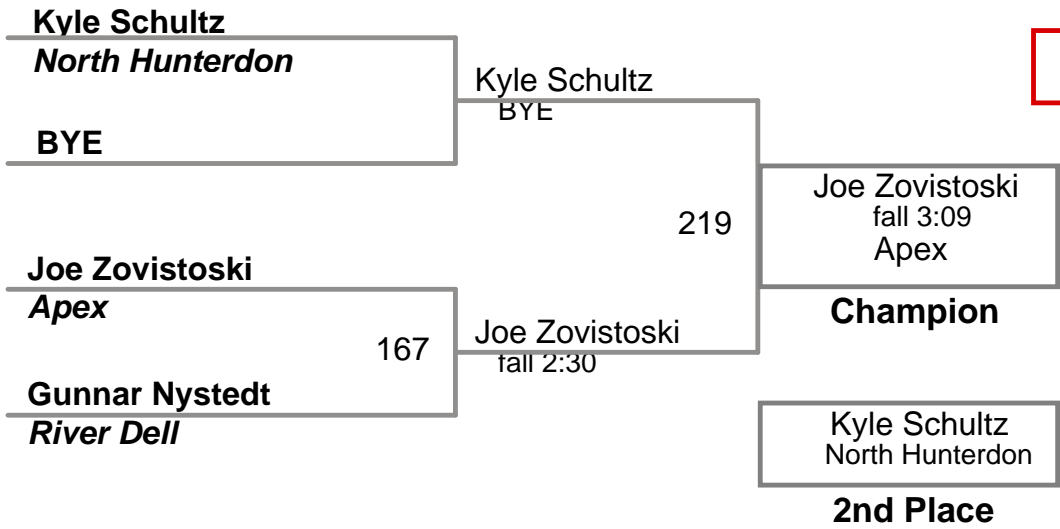 Kyle Schultz
North Hunterdon
BYE
Joe Zovistoski
Apex
167
Gunnar Nystedt
River Dell
Kyle Schultz
BYE
219
Joe Zovistoski
fall 2:30
Joe Zovistoski
fall 3:09
Apex
Champion
Kyle Schultz
North Hunterdon
2nd Place